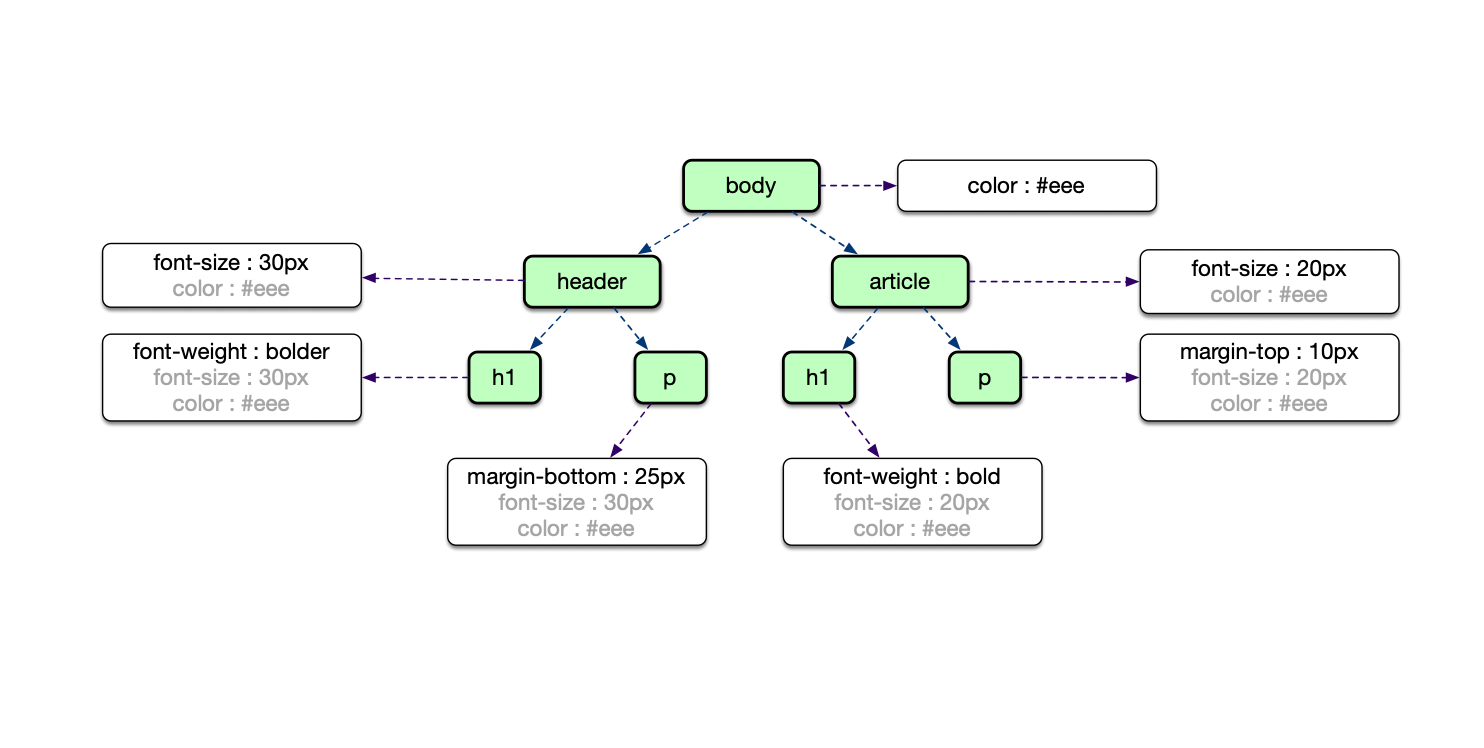 body
color : #eee
font-size : 30px
color : #eee
header
article
font-size : 20px
color : #eee
font-weight : bolder
font-size : 30px
color : #eee
h1
p
h1
p
margin-top : 10px
font-size : 20px
color : #eee
margin-bottom : 25px
font-size : 30px
color : #eee
font-weight : bold
font-size : 20px
color : #eee